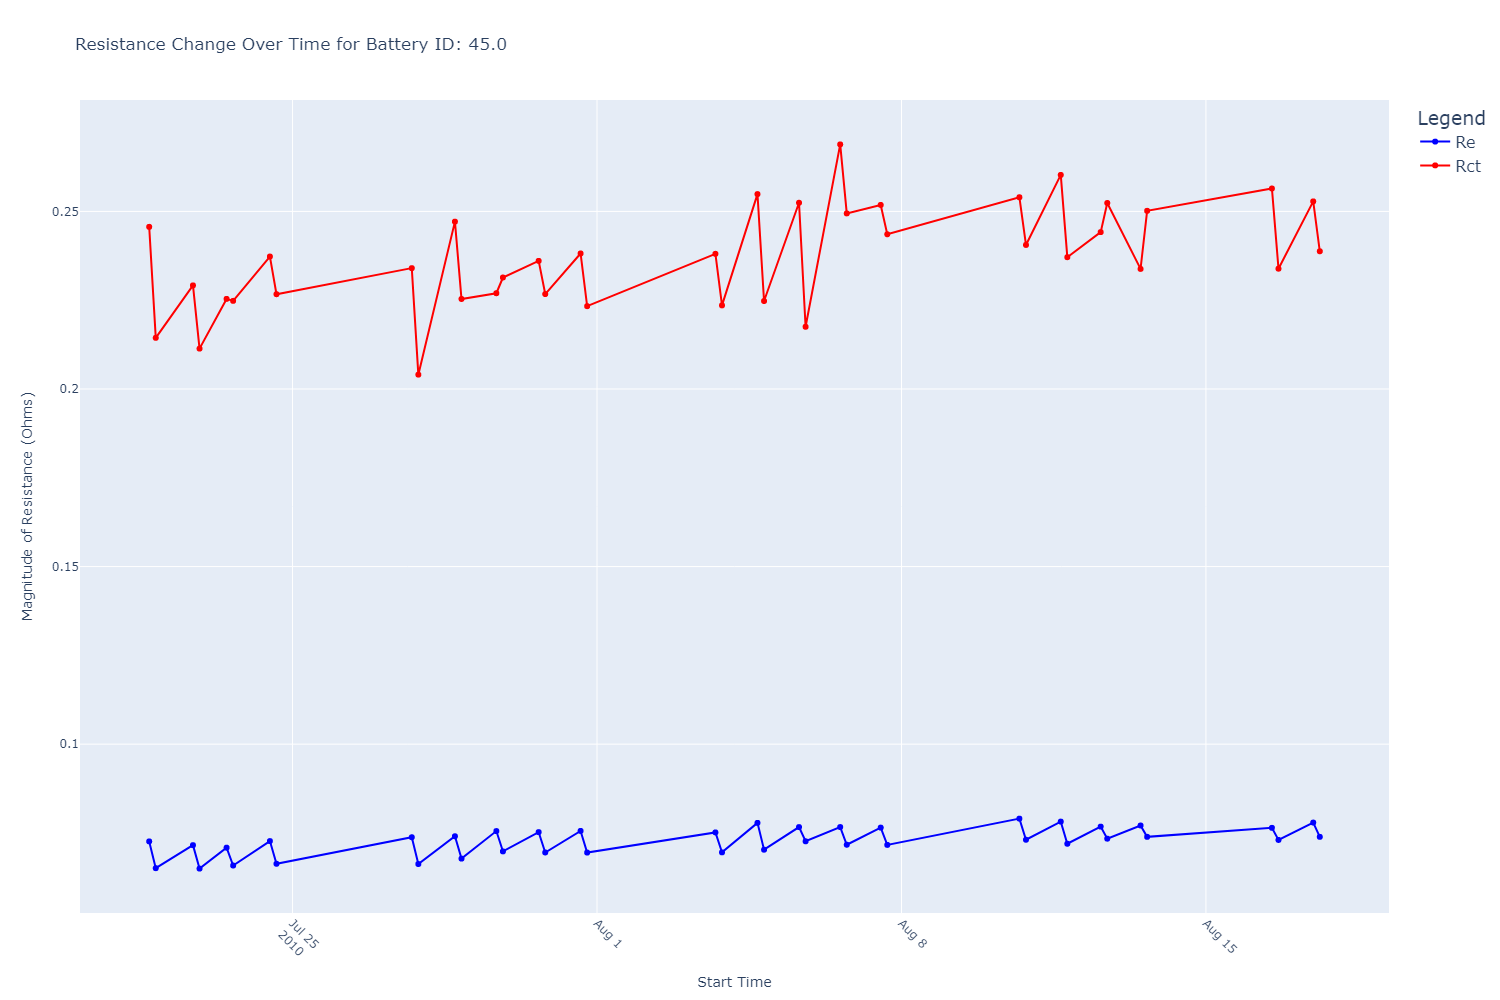 Resistance Change Over Time for Battery ID: 45.0
Legend
Re
Rct
Magnitude of Resistance (Ohms)
0.25
0.2
0.15
0.1
Jul 25
2010
Aug 1
Aug 8
Aug 15
Start Time